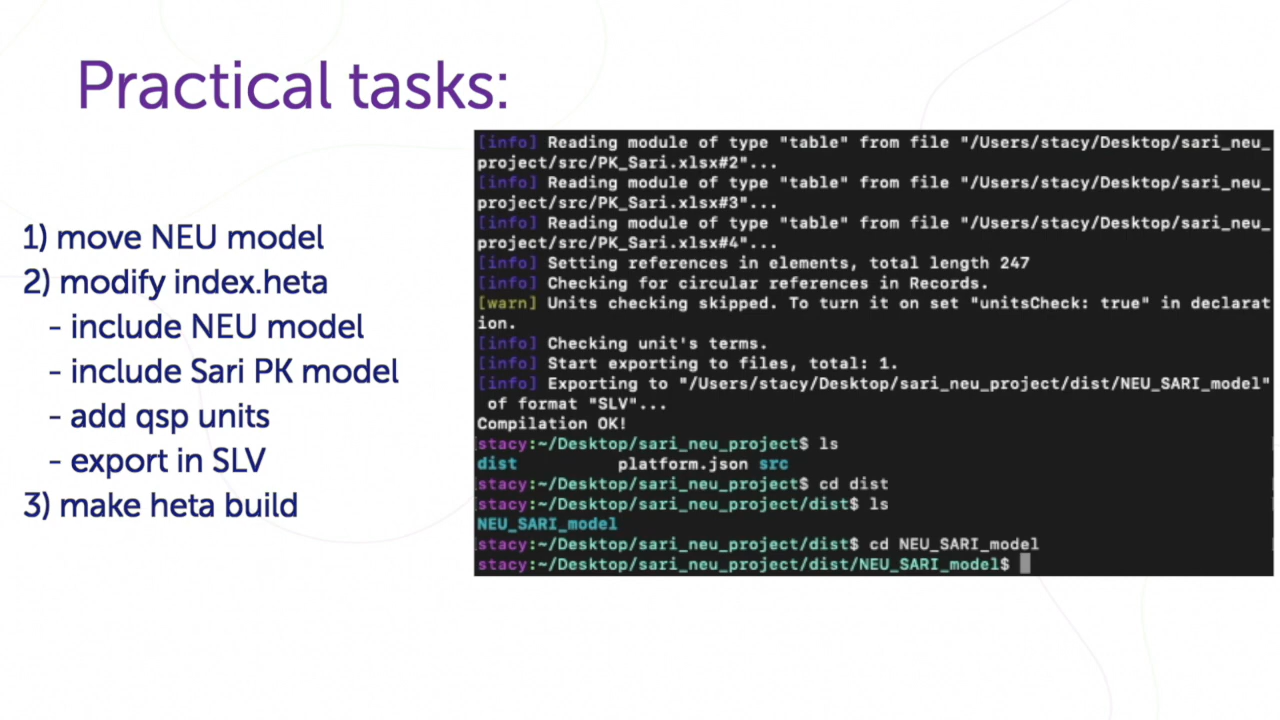 Practical tasks:
1) move NEU model
2) modify index.heta
- include NEU model
- include Sari PK model
- add qsp units
- export in SLV
3) make heta build
[info] Reading module of type "table" from file "/Users/stacy/Desktop/sari_neu_
project/src/PK_Sari.xlsx#2"...
[info] Reading module of type "table" from file "/Users/stacy/Desktop/sari_neu_
project/src/PK_Sari.xlsx#3"...
[info] Reading module of type "table" from file "/Users/stacy/Desktop/sari_neu_
project/src/PK_Sari.xlsx#4"...
[info] Setting references in elements, total length 247
[info] Checking for circular references in Records.
[warn] Units checking skipped. To turn it on set "unitsCheck: true" in declarat
ion.
[info] Checking unit's terms.
[info] Start exporting to files, total: 1.
[info] Exporting to "/Users/stacy/Desktop/sari_neu_project/dist/NEU_SARI_model"
of format "SLV"...
Compilation OK!
stacy:~/Desktop/sari_neu_project$ ls
dist platform.json src
stacy:~/Desktop/sari_neu_project$ cd dist
stacy:~/Desktop/sari_neu_project/dist$ ls
NEU_SARI_model
stacy:~/Desktop/sari_neu_project/dist$ cd NEU_SARI_model
stacy:~/Desktop/sari_neu_project/dist/NEU_SARI_model$